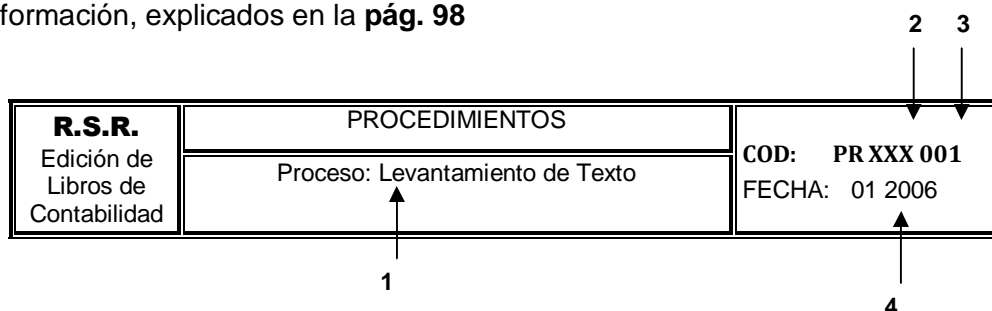 formación, explicados en la pág. 98
2 3
R.S.R.
Edición de
Libros de
Contabilidad
PROCEDIMIENTOS
Proceso: Levantamiento de Texto
COD: PR XXX 001
FECHA: 01 2006
1
4